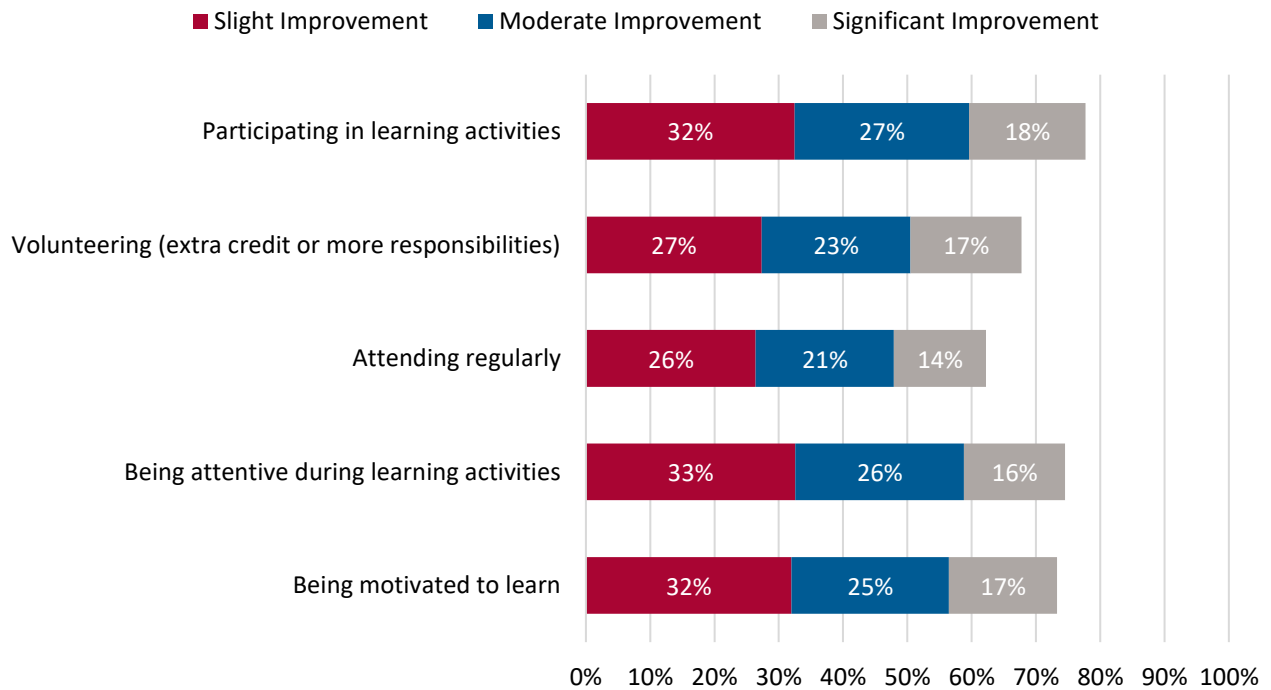 Slight Improvement Moderate Improvement Significant Improvement
Participating in learning activities 32% 27% 18%
Volunteering (extra credit or more responsibilities) 27% 23% 17%
Attending regularly 26% 21% 14%
Being attentive during learning activities 33% 26% 16%
Being motivated to learn 32% 25% 17%
0% 10% 20% 30% 40% 50% 60% 70% 80% 90% 100%